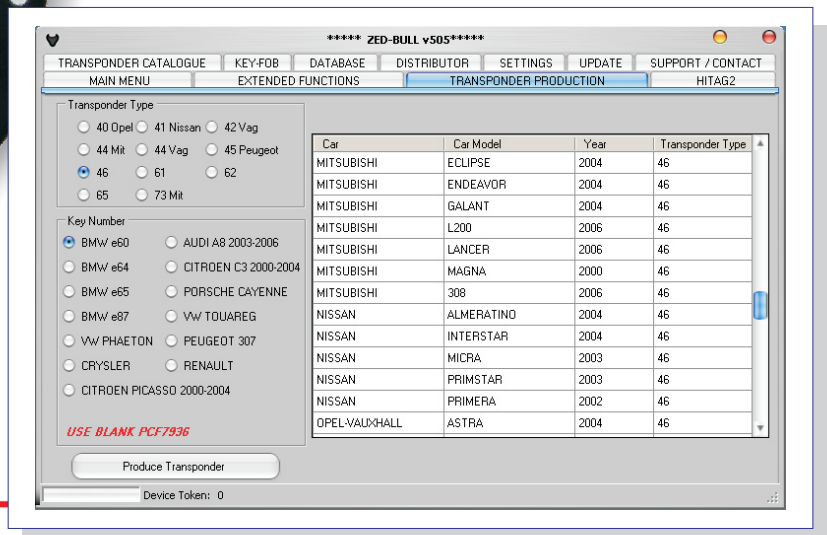 ***** ZED-BULL v505*****
TRANSPONDER CATALOGUE KEY-FOB DATABASE DISTRIBUTOR SETTINGS UPDATE SUPPORT / CONTACT
MAIN MENU EXTENDED FUNCTIONS TRANSPONDER PRODUCTION HITAG2
Transponder Type
40 Opel 41 Nissan 42 Vag
44 Mit 44 Vag 45 Peugeot
46 61 62
65 73 Mit
Key Number
BMW e60 AUDI A8 2003-2006
BMW e64 CITROEN C3 2000-2004
BMW e65 PORSCHE CAYENNE
BMW e87 VW TOUAREG
VW PHAETON PEUGEOT 307
CRYSLER RENAULT
CITROEN PICASSO 2000-2004
USE BLANK PCF7936
Produce Transponder
Device Token: 0
Car Car Model Year Transponder Type
MITSUBISHI ECLIPSE 2004 46
MITSUBISHI ENDEAVOR 2004 46
MITSUBISHI GALANT 2004 46
MITSUBISHI L200 2006 46
MITSUBISHI LANCER 2006 46
MITSUBISHI MAGNA 2000 46
MITSUBISHI 308 2006 46
NISSAN ALMERATINO 2004 46
NISSAN INTERSTAR 2004 46
NISSAN MICRA 2003 46
NISSAN PRIMSTAR 2003 46
NISSAN PRIMERA 2002 46
OPEL-VAUXHALL ASTRA 2004 46